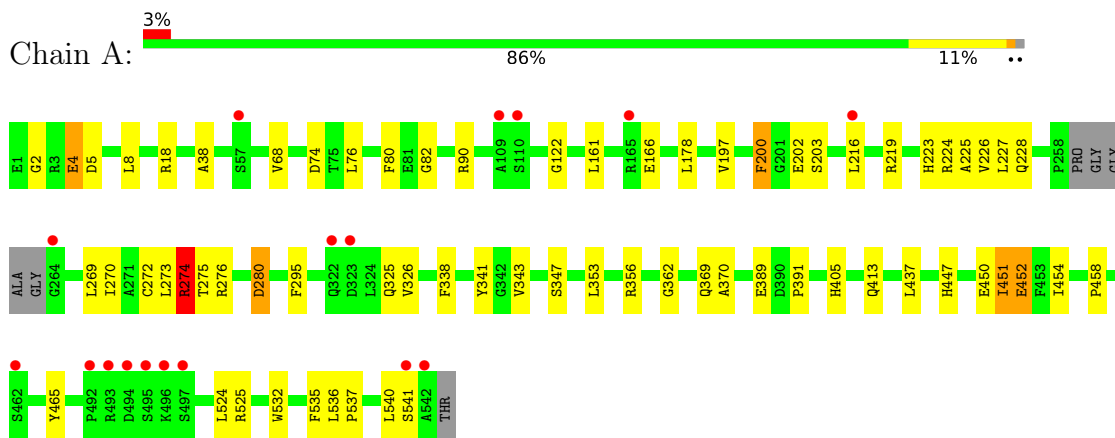 3%
Chain A:
86% 11% ••
E1 G2 R3 E4 D5 L8 R18 A38 S57 V68 D74 T75 L76 F80 E81 G82 R90 A109 S110 G122 L161 R165 E166 L178 V197 F200 G201 E202 S203 L216 R219 H223 R224 A225 V226 L227 Q228 P258 PRO GLY GLY
ALA GLY G264 L269 I270 A271 C272 L273 R274 T275 R276 D280 F295 Q322 D323 L324 Q325 V326 F338 Y341 G342 V343 S347 L353 R356 G362 Q369 A370 E389 D390 P391 H405 Q413 L437 H447 E450 I451 E452 F453 I454 P458
S462 Y465 P492 R493 D494 S495 K496 S497 L524 R525 W532 F535 L536 P537 L540 S541 A542 THR